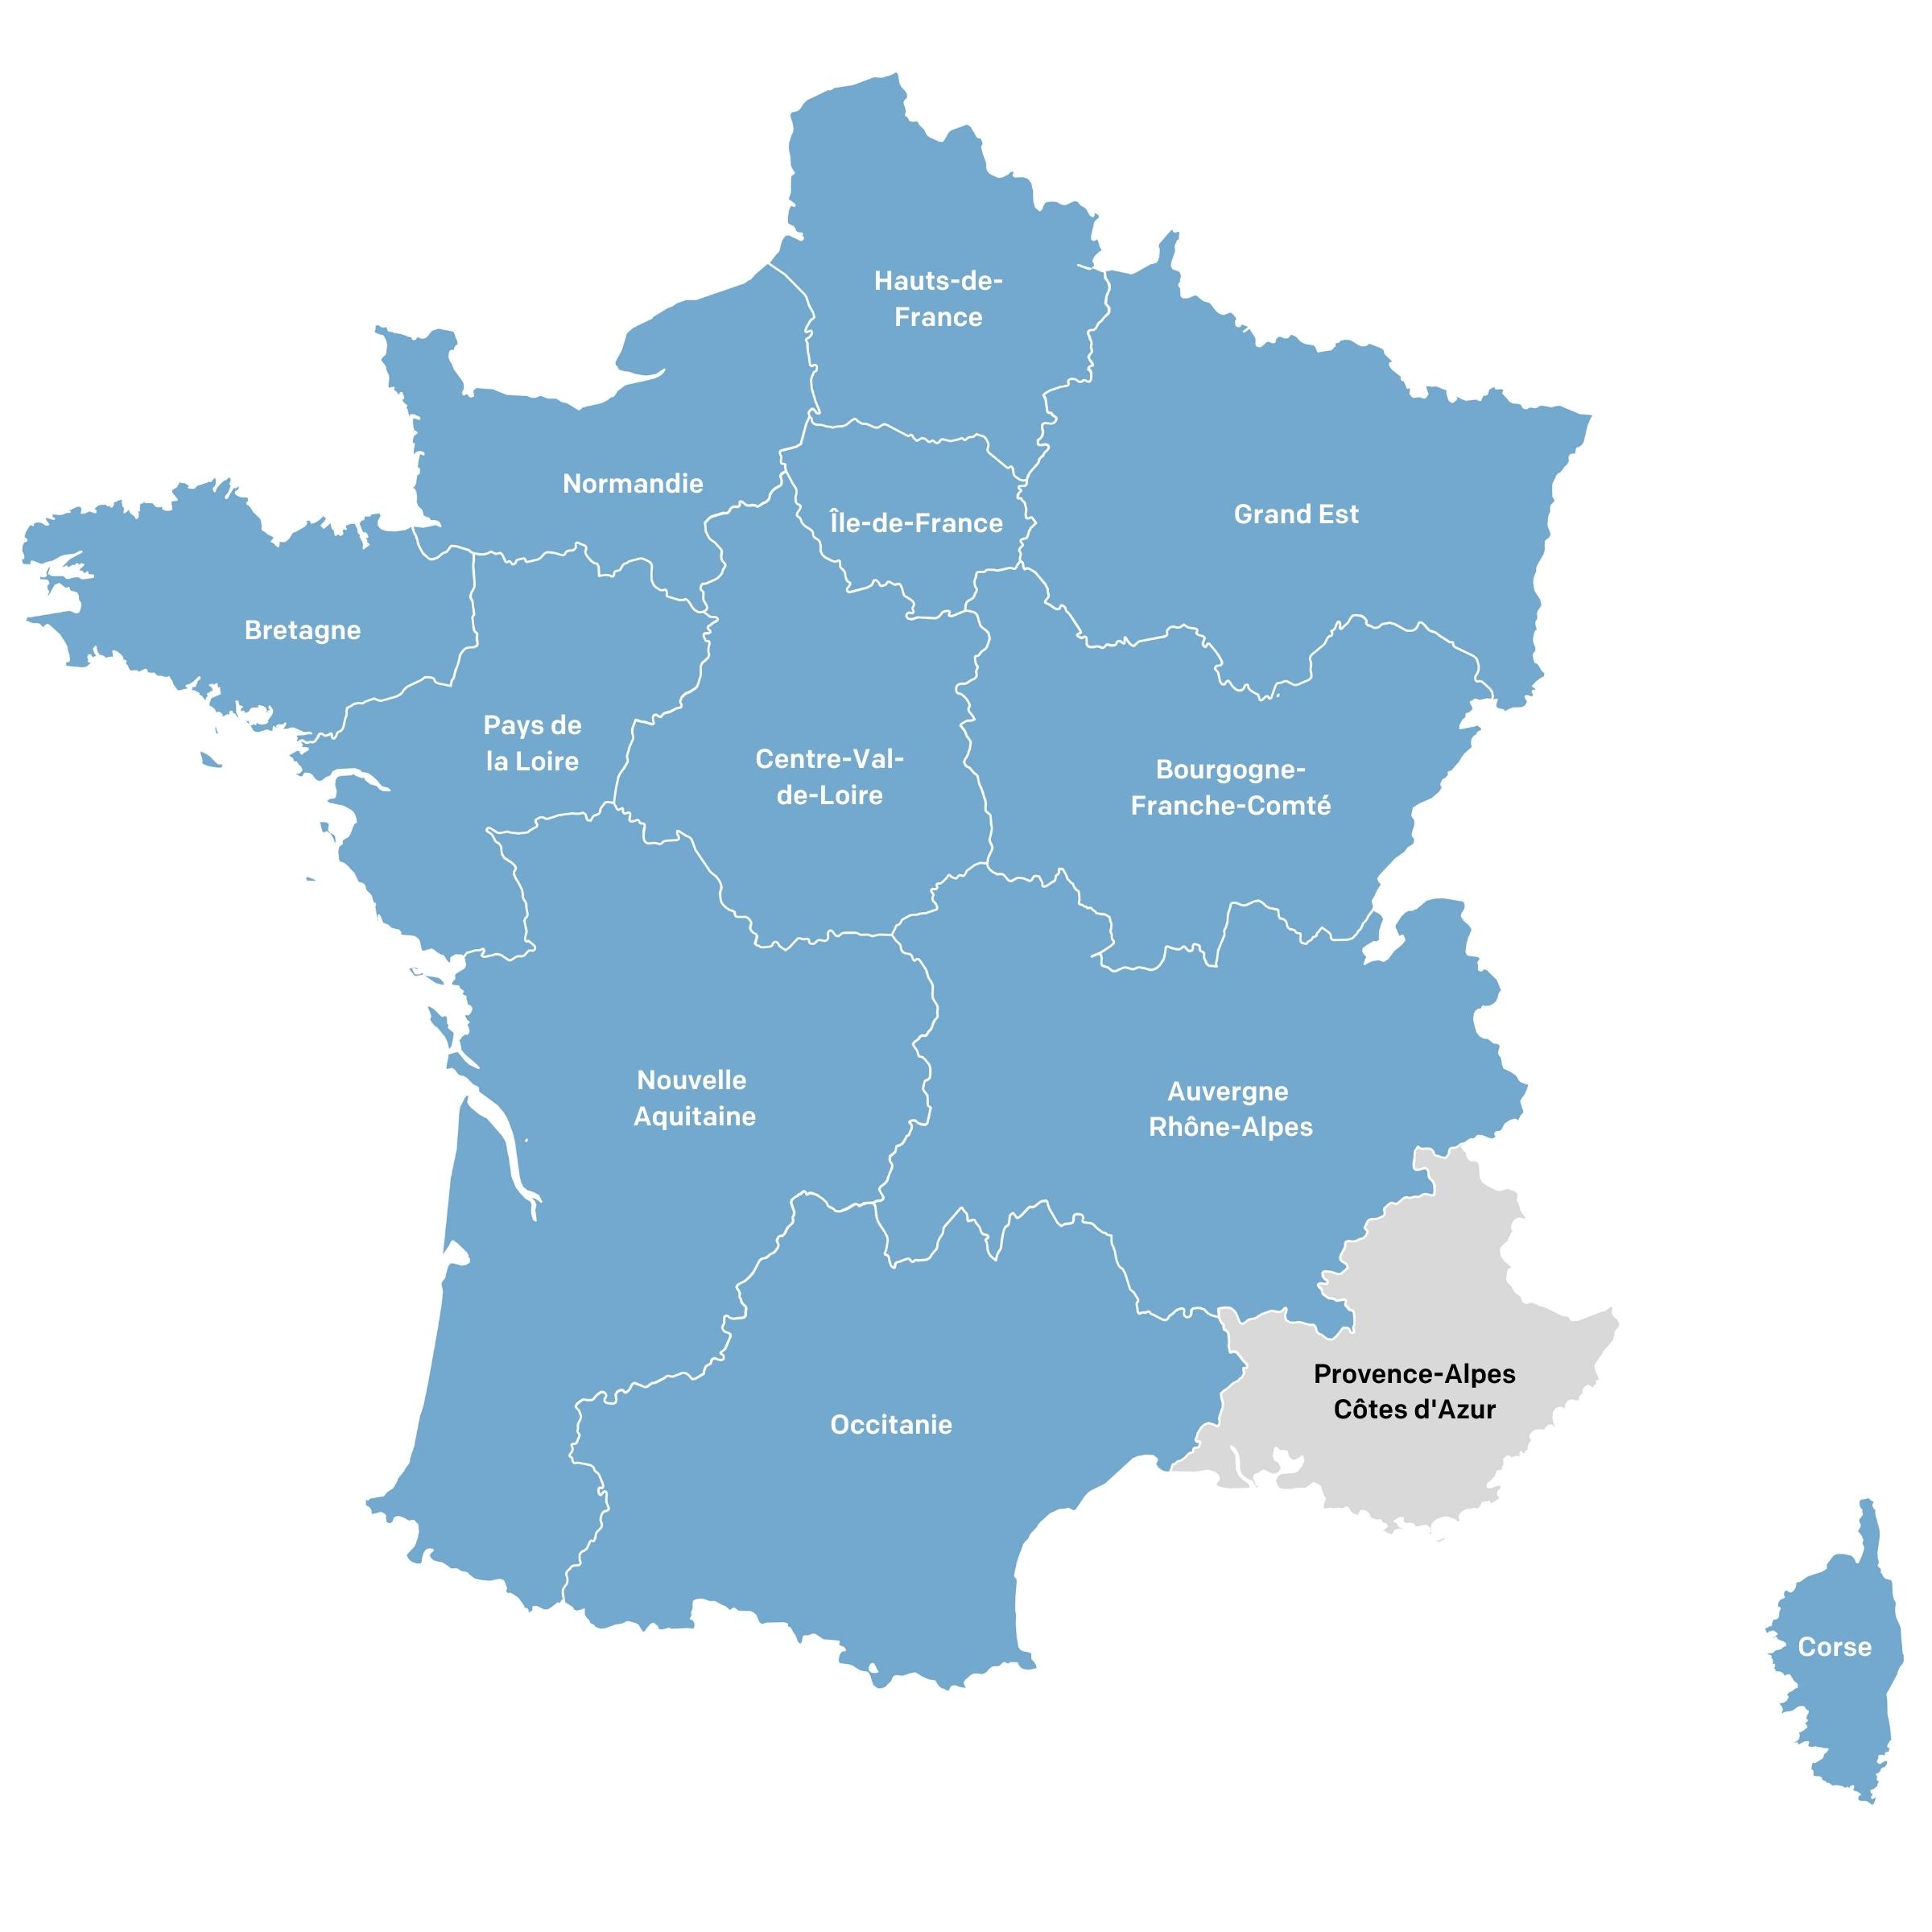 Hauts-de-
France
Normandie
Île-de-France
Grand Est
Bretagne
Pays de
la Loire
Centre-Val-
de-Loire
Bourgogne-
Franche-Comté
Nouvelle
Aquitaine
Auvergne
Rhône-Alpes
Provence-Alpes
Côtes d'Azur
Occitanie
Corse